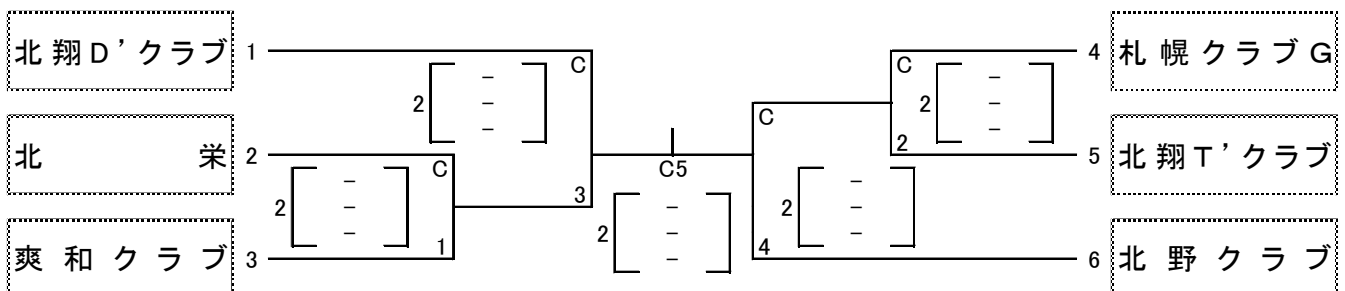 北翔D’クラブ 1
C
2 - - -
北 栄 2
C
2 - - -
爽和クラブ 3
1
3
C5
2 - - -
4 札幌クラブG
C
2 - - -
2
5 北翔T’クラブ
C
2 - - -
4
6 北野クラブ